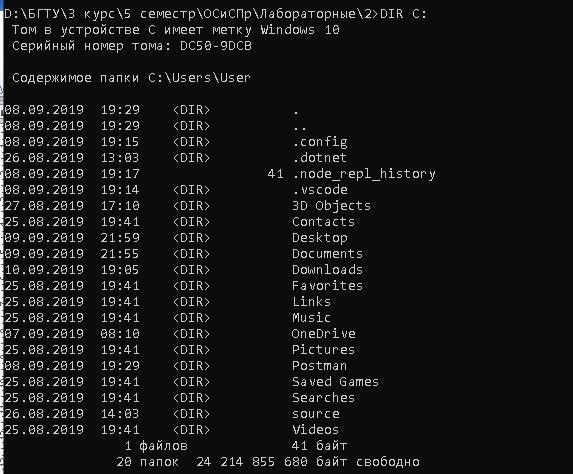 D:\БГТУ\3 курс\5 семестр\ОСиСПр\Лабораторные\2>DIR C:
Том в устройстве C имеет метку Windows 10
Серийный номер тома: DC50-9DCB
Содержимое папки C:\Users\User
08.09.2019 19:29 <DIR> .
08.09.2019 19:29 <DIR> ..
08.09.2019 19:15 <DIR> .config
26.08.2019 13:03 <DIR> .dotnet
08.09.2019 19:17 41 .node_repl_history
08.09.2019 19:14 <DIR> .vscode
27.08.2019 17:10 <DIR> 3D Objects
25.08.2019 19:41 <DIR> Contacts
09.09.2019 21:59 <DIR> Desktop
09.09.2019 21:55 <DIR> Documents
10.09.2019 19:05 <DIR> Downloads
25.08.2019 19:41 <DIR> Favorites
25.08.2019 19:41 <DIR> Links
25.08.2019 19:41 <DIR> Music
07.09.2019 08:10 <DIR> OneDrive
25.08.2019 19:41 <DIR> Pictures
08.09.2019 19:29 <DIR> Postman
25.08.2019 19:41 <DIR> Saved Games
25.08.2019 19:41 <DIR> Searches
26.08.2019 14:03 <DIR> source
25.08.2019 19:41 <DIR> Videos
1 файлов 41 байт
20 папок 24 214 855 680 байт свободно